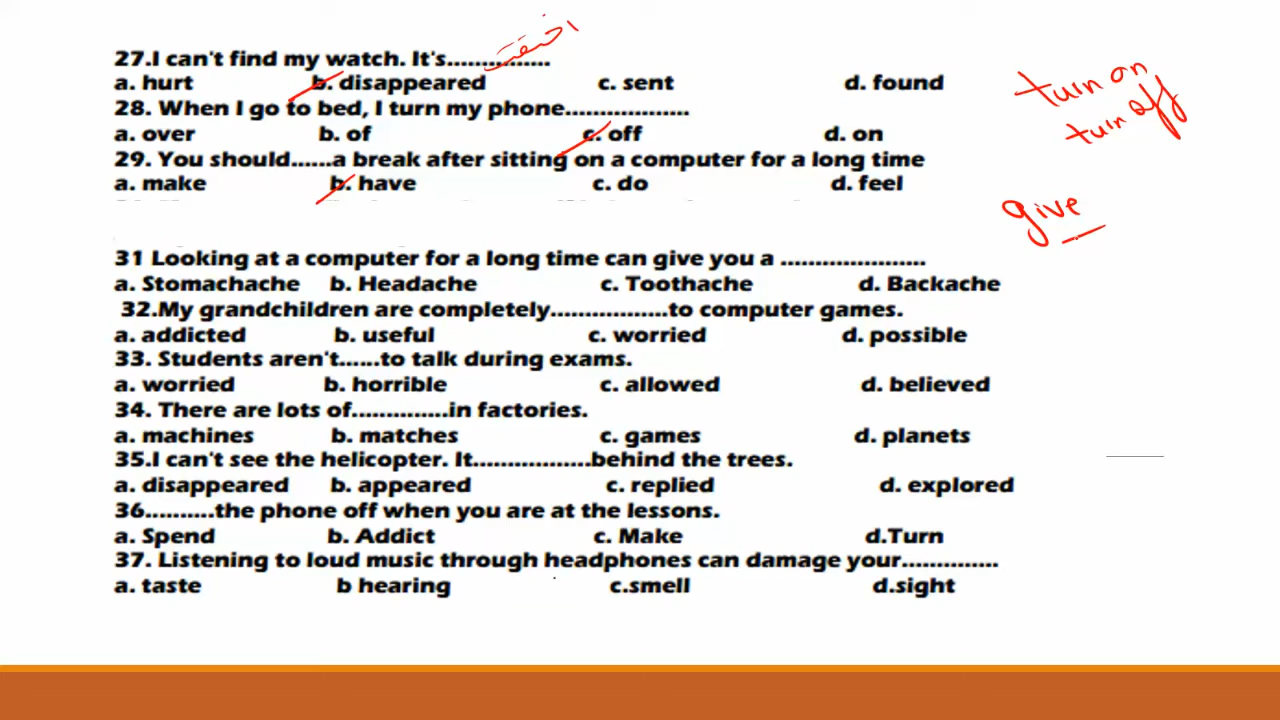 27.I can't find my watch. It's................
اختفت
a. hurt b. disappeared c. sent d. found
28. When I go to bed, I turn my phone...................
a. over b. of c. off d. on
turn on
turn off
29. You should......a break after sitting on a computer for a long time
a. make b. have c. do d. feel
give
31 Looking at a computer for a long time can give you a ......................
a. Stomachache b. Headache c. Toothache d. Backache
32.My grandchildren are completely..................to computer games.
a. addicted b. useful c. worried d. possible
33. Students aren't......to talk during exams.
a. worried b. horrible c. allowed d. believed
34. There are lots of...............in factories.
a. machines b. matches c. games d. planets
35.I can't see the helicopter. It..................behind the trees.
a. disappeared b. appeared c. replied d. explored
36..........the phone off when you are at the lessons.
a. Spend b. Addict c. Make d.Turn
37. Listening to loud music through headphones can damage your...............
a. taste b hearing c.smell d.sight